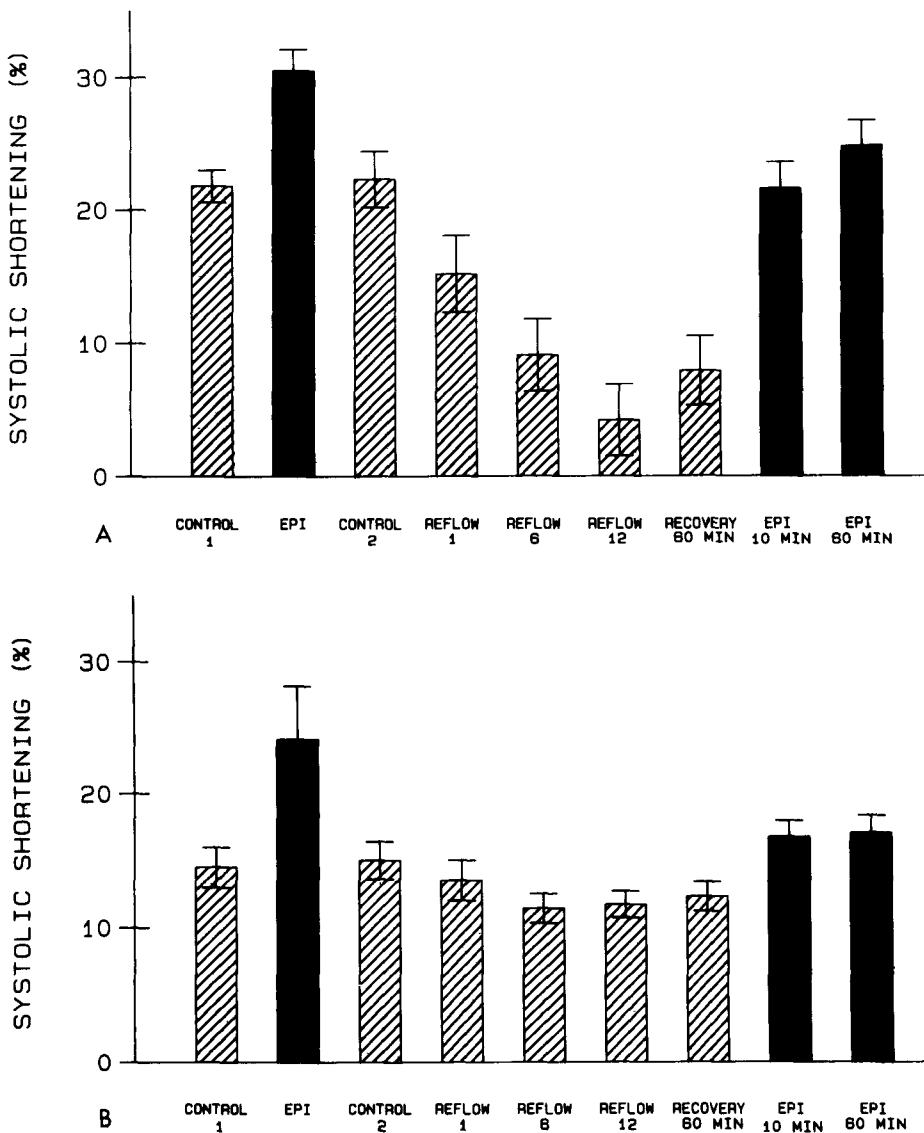 SYSTOLIC SHORTENING (%)
30
20
10
0
A
CONTROL 1
EPI
CONTROL 2
REFLOW 1
REFLOW 6
REFLOW 12
RECOVERY 60 MIN
EPI 10 MIN
EPI 60 MIN
SYSTOLIC SHORTENING (%)
30
20
10
0
B
CONTROL 1
EPI
CONTROL 2
REFLOW 1
REFLOW 6
REFLOW 12
RECOVERY 60 MIN
EPI 10 MIN
EPI 60 MIN